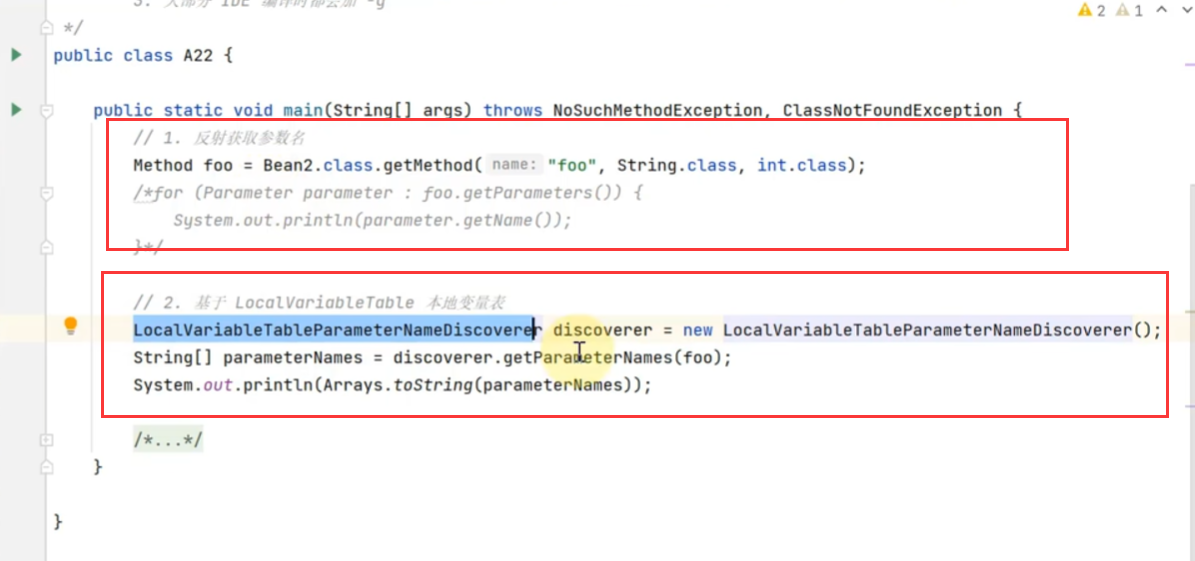 3. 大部分 IDE 编译时都会加 -g
*/
2 1
public class A22 {
public static void main(String[] args) throws NoSuchMethodException, ClassNotFoundException {
// 1. 反射获取参数名
Method foo = Bean2.class.getMethod( name: "foo", String.class, int.class);
/*for (Parameter parameter : foo.getParameters()) {
System.out.println(parameter.getName());
}*/
// 2. 基于 LocalVariableTable 本地变量表
LocalVariableTableParameterNameDiscoverer discoverer = new LocalVariableTableParameterNameDiscoverer();
String[] parameterNames = discoverer.getParameterNames(foo);
System.out.println(Arrays.toString(parameterNames));
/*...*/
}
}